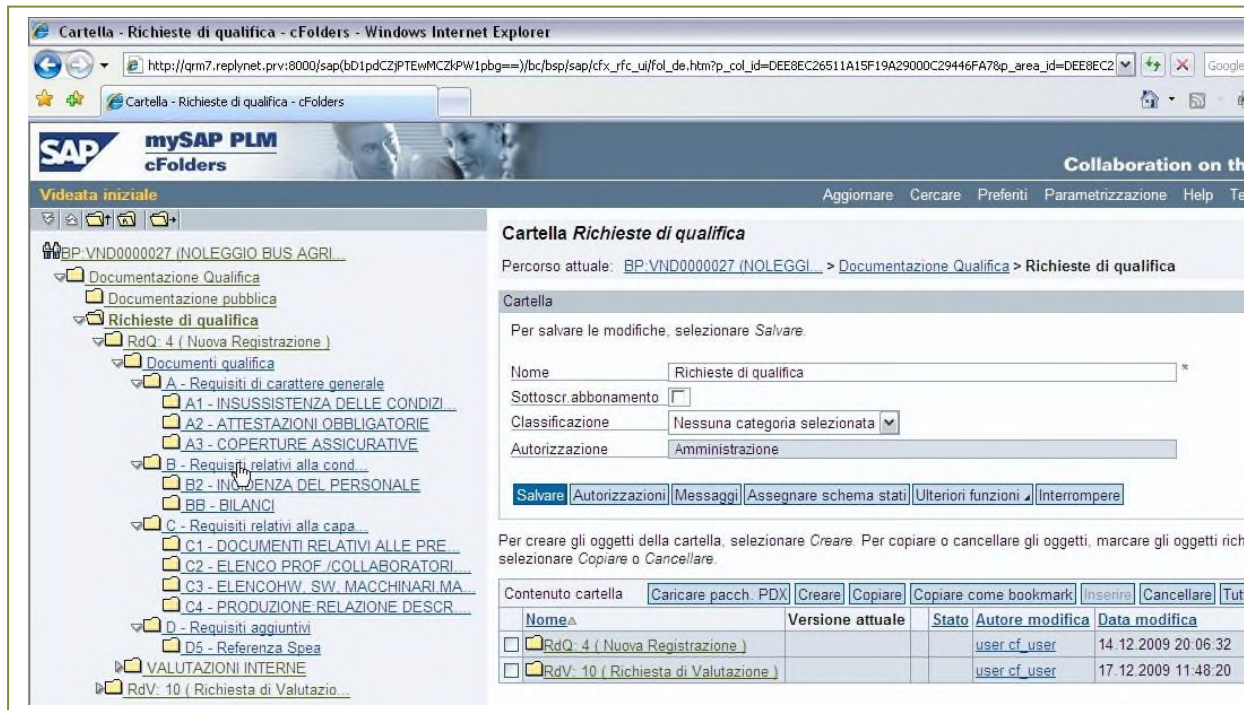 Cartella - Richieste di qualifica - cFolders - Windows Internet Explorer
http://qrm7.replynet.prv:8000/sap(bD1pdCZjPTEwMCZkPW1pbg==)/bc/bsp/sap/cfx_rfc_ui/fol_de.htm?p_col_id=DEE8EC26511A15F19A29000C29446FA78p_area_id=DEE8EC2
Google
Cartella - Richieste di qualifica - cFolders
SAP
mySAP PLM
cFolders
Collaboration on th
Videata iniziale
Aggiornare Cercare Preferiti Parametrizzazione Help Te
BP:VND0000027 (NOLEGGIO BUS AGRI...
Documentazione Qualifica
Documentazione pubblica
Richieste di qualifica
RdQ: 4 ( Nuova Registrazione )
Documenti qualifica
A - Requisiti di carattere generale
A1 - INSUSSISTENZA DELLE CONDIZI...
A2 - ATTESTAZIONI OBBLIGATORIE
A3 - COPERTURE ASSICURATIVE
B - Requisiti relativi alla cond...
B2 - INCIDENZA DEL PERSONALE
BB - BILANCI
C - Requisiti relativi alla capa...
C1 - DOCUMENTI RELATIVI ALLE PRE...
C2 - ELENCO PROF./COLLABORATORI...
C3 - ELENCOHW, SW, MACCHINARI,MA...
C4 - PRODUZIONE:RELAZIONE DESCR...
D - Requisiti aggiuntivi
D5 - Referenza Spea
VALUTAZIONI INTERNE
RdV: 10 ( Richiesta di Valutazio...
Cartella Richieste di qualifica
Percorso attuale: BP:VND0000027 (NOLEGGI... > Documentazione Qualifica > Richieste di qualifica
Cartella
Per salvare le modifiche, selezionare Salvare.
Nome Richieste di qualifica *
Sottoscr.abbonamento
Classificazione Nessuna categoria selezionata
Autorizzazione Amministrazione
Salvare Autorizzazioni Messaggi Assegnare schema stati Ulteriori funzioni Interrompere
Per creare gli oggetti della cartella, selezionare Creare. Per copiare o cancellare gli oggetti, marcare gli oggetti rich
selezionare Copiare o Cancellare.
Contenuto cartella Caricare pacch. PDX Creare Copiare Copiare come bookmark Inserire Cancellare Tut
Nome Versione attuale Stato Autore modifica Data modifica
RdQ: 4 ( Nuova Registrazione ) user cf_user 14.12.2009 20:06:32
RdV: 10 ( Richiesta di Valutazione ) user cf_user 17.12.2009 11:48:20